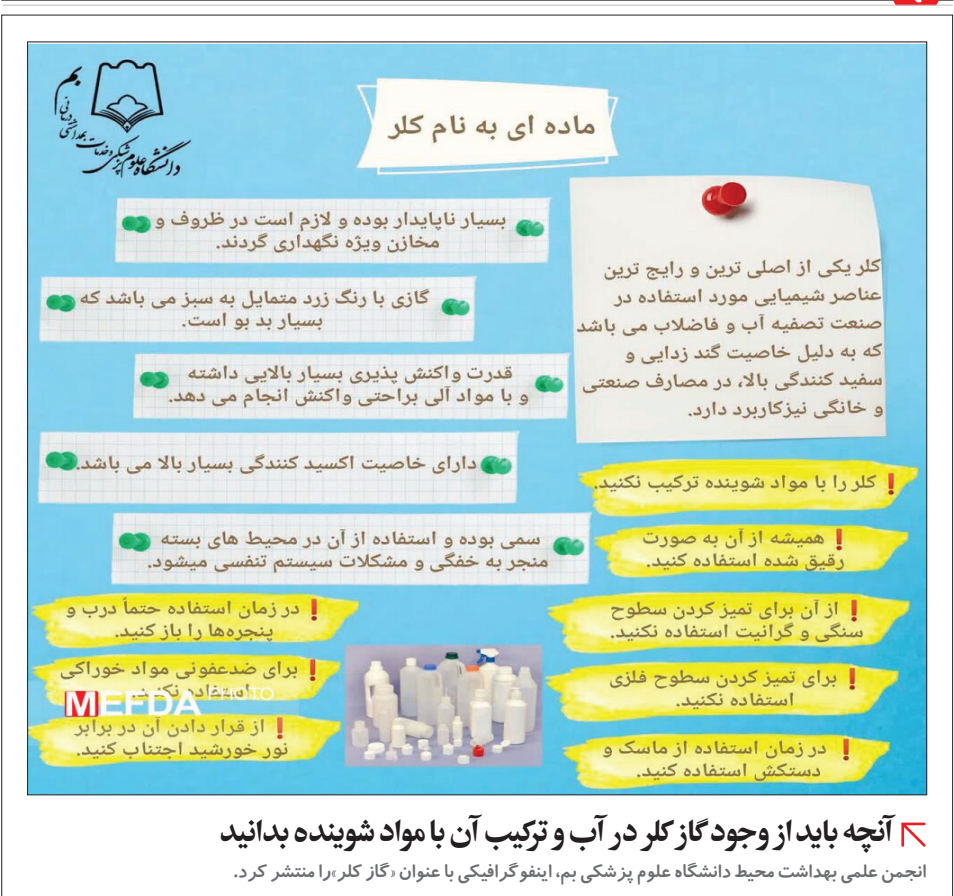 بم
دانشگاه علوم پزشکی و خدمات بهداشتی درمانی
ماده ای به نام کلر
کلر یکی از اصلی ترین و رایج ترین
عناصر شیمیایی مورد استفاده در
صنعت تصفیه آب و فاضلاب می باشد
که به دلیل خاصیت گند زدایی و
سفید کنندگی بالا، در مصارف صنعتی
و خانگی نیزکاربرد دارد.
بسیار ناپایدار بوده و لازم است در ظروف و
مخازن ویژه نگهداری گردند.
گازی با رنگ زرد متمایل به سبز می باشد که
بسیار بد بو است.
قدرت واکنش پذیری بسیار بالایی داشته
و با مواد آلی براحتی واکنش انجام می دهد.
دارای خاصیت اکسید کنندگی بسیار بالا می باشد.
سمی بوده و استفاده از آن در محیط های بسته
منجر به خفگی و مشکلات سیستم تنفسی میشود.
! کلر را با مواد شوینده ترکیب نکنید.
! همیشه از آن به صورت
رقیق شده استفاده کنید.
! از آن برای تمیز کردن سطوح
سنگی و گرانیت استفاده نکنید.
! برای تمیز کردن سطوح فلزی
استفاده نکنید.
! در زمان استفاده از ماسک و
دستکش استفاده کنید.
! در زمان استفاده حتماً درب و
پنجره‌ها را باز کنید.
! برای ضدعفونی مواد خوراکی
MEFDA PHOTO
! از قرار دادن آن در برابر
نور خورشید اجتناب کنید.
آنچه باید از وجود گاز کلر در آب و ترکیب آن با مواد شوینده بدانید
انجمن علمی بهداشت محیط دانشگاه علوم پزشکی بم، اینفوگرافیکی با عنوان «گاز کلر» را منتشر کرد.